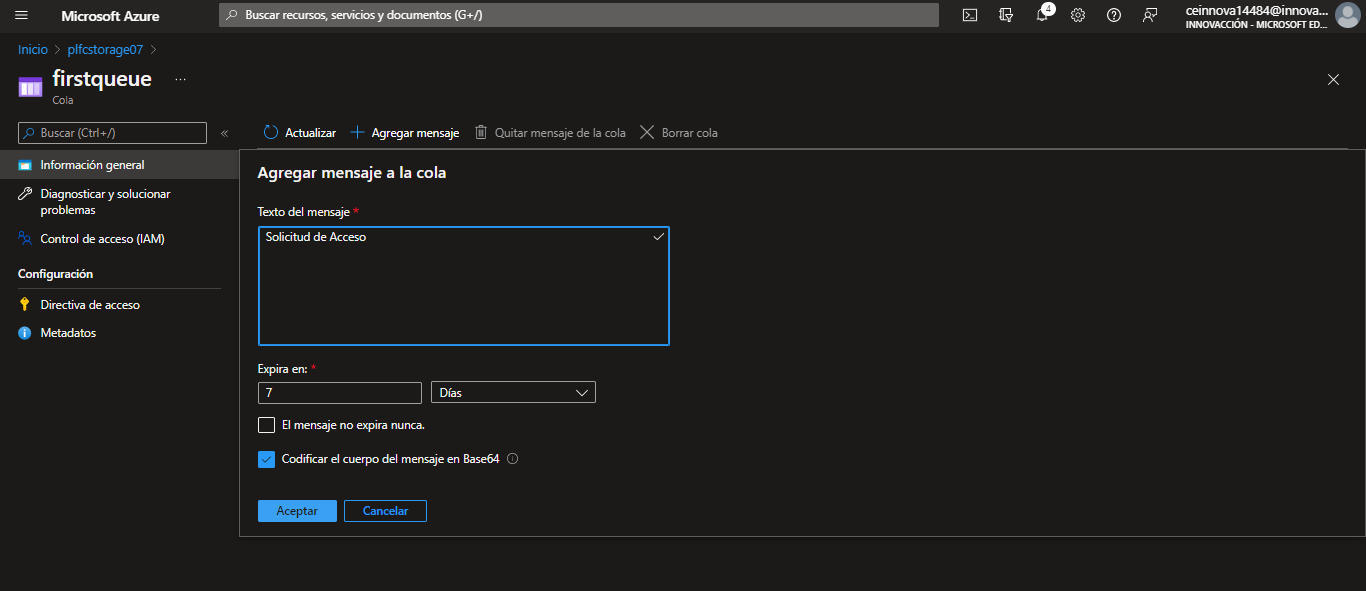 Microsoft Azure
Buscar recursos, servicios y documentos (G+/)
4
ceinnova14484@innova...
INNOVACCIÓN - MICROSOFT ED...
Inicio > plfcstorage07 >
firstqueue ...
Cola
Buscar (Ctrl+/)
«
Actualizar
Agregar mensaje
Quitar mensaje de la cola
Borrar cola
Información general
Diagnosticar y solucionar
problemas
Control de acceso (IAM)
Configuración
Directiva de acceso
Metadatos
Agregar mensaje a la cola
Texto del mensaje *
Solicitud de Acceso
Expira en: *
7
Días
El mensaje no expira nunca.
Codificar el cuerpo del mensaje en Base64
Aceptar
Cancelar